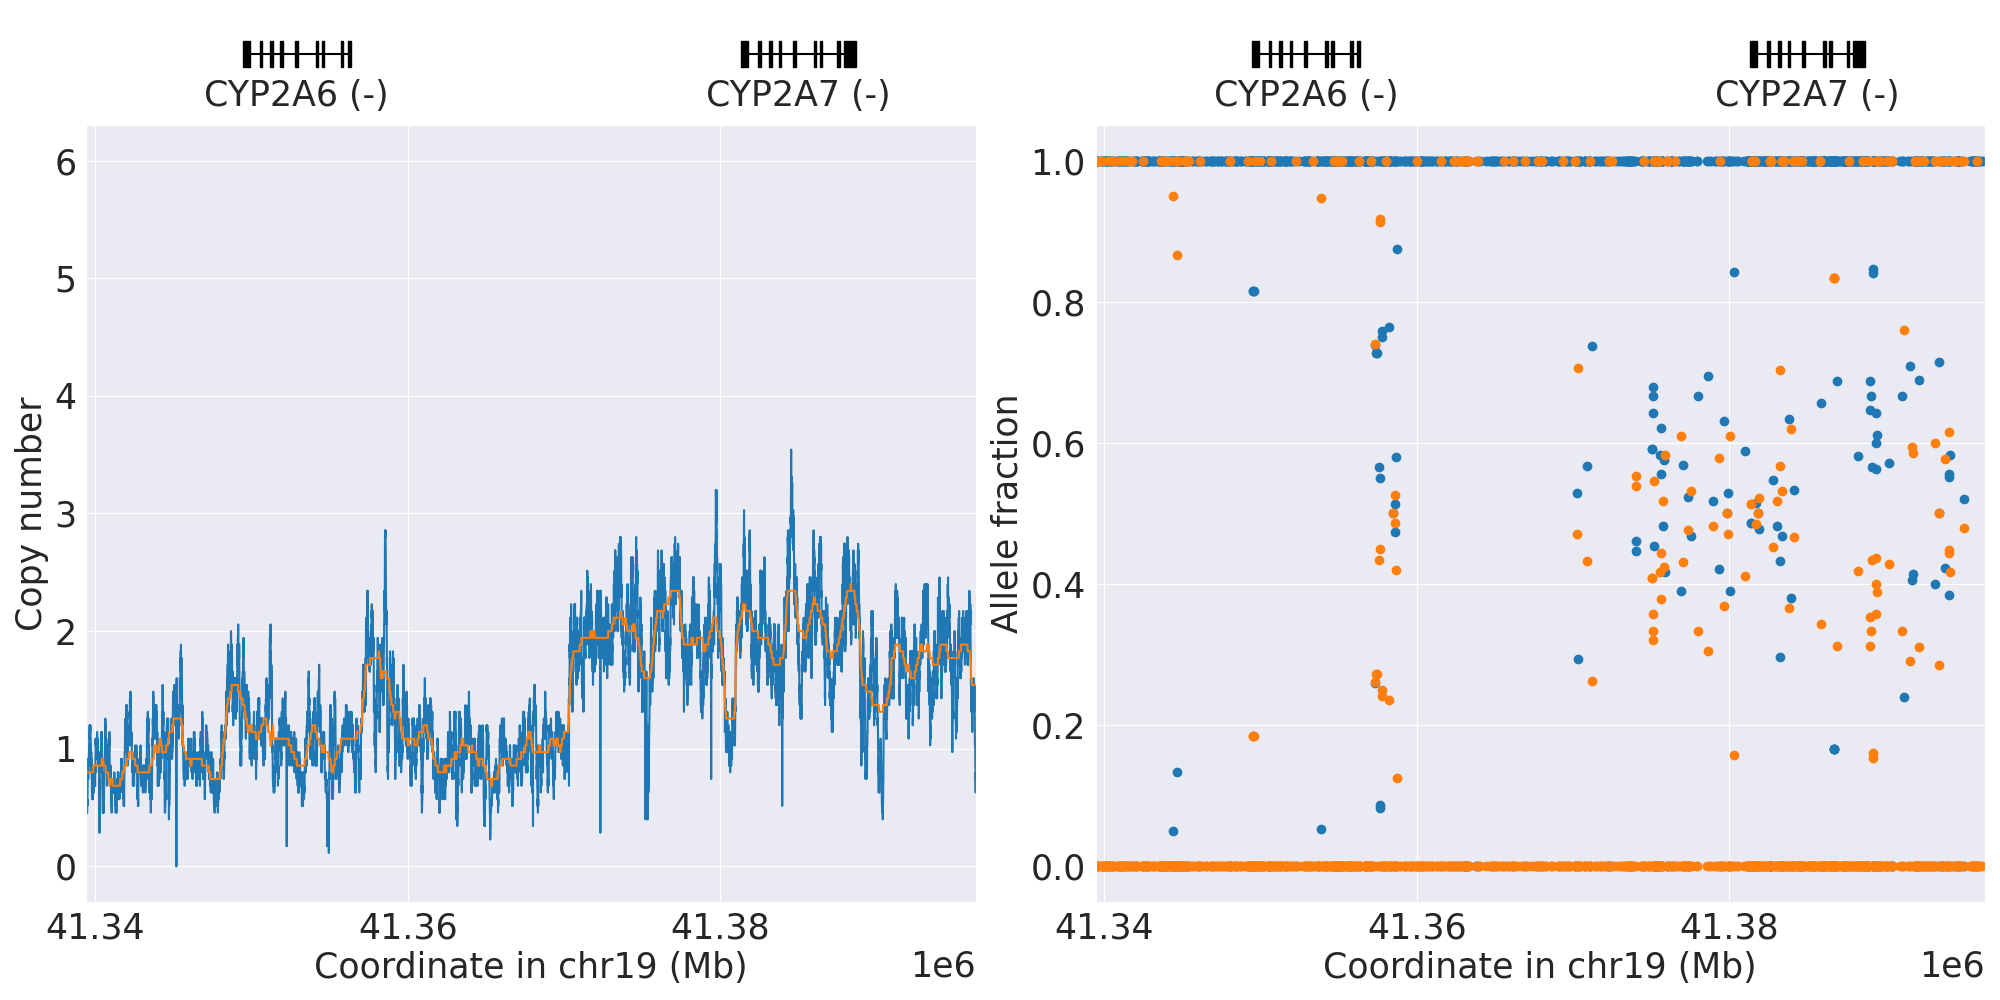 CYP2A6 (-)
CYP2A7 (-)
CYP2A6 (-)
CYP2A7 (-)
6
5
4
3
2
1
0
Copy number
41.34
41.36
41.38
Coordinate in chr19 (Mb)
1e6
1.0
0.8
0.6
0.4
0.2
0.0
Allele fraction
41.34
41.36
41.38
Coordinate in chr19 (Mb)
1e6